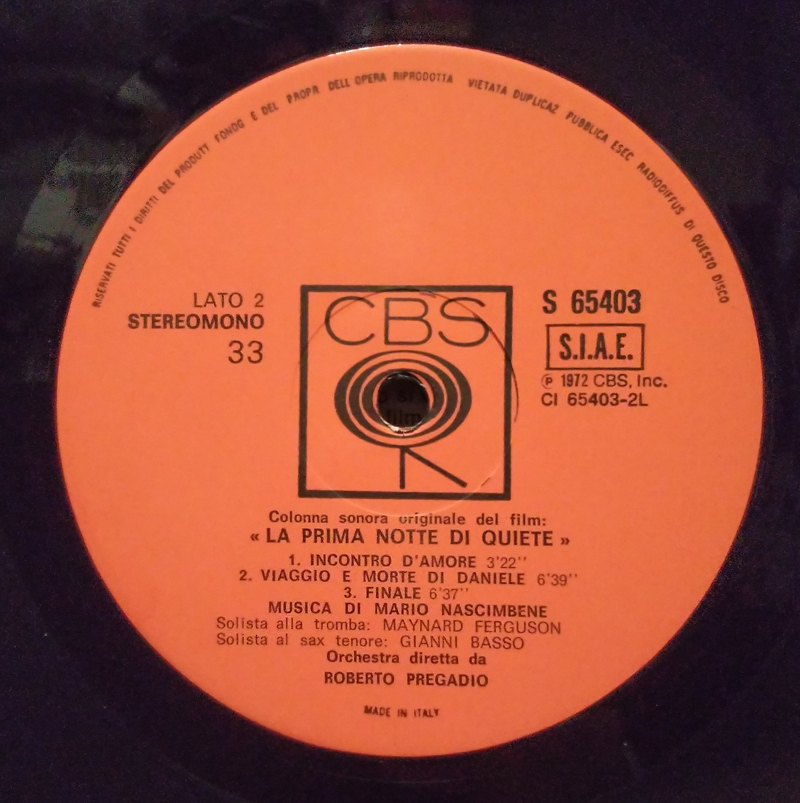 RISERVATI TUTTI I DIRITTI DEL PRODUTT FONOG E DEL PROPR DELL OPERA RIPRODOTTA VIETATA DUPLICAZ PUBBLICA ESEC RADIODIFFUS DI QUESTO DISCO
LATO 2
STEREOMONO
33
CBS
S 65403
S.I.A.E.
℗ 1972 CBS, Inc.
CI 65403-2L
Colonna sonora originale del film:
« LA PRIMA NOTTE DI QUIETE »
1. INCONTRO D'AMORE 3'22''
2. VIAGGIO E MORTE DI DANIELE 6'39''
3. FINALE 6'37''
MUSICA DI MARIO NASCIMBENE
Solista alla tromba: MAYNARD FERGUSON
Solista al sax tenore: GIANNI BASSO
Orchestra diretta da
ROBERTO PREGADIO
MADE IN ITALY